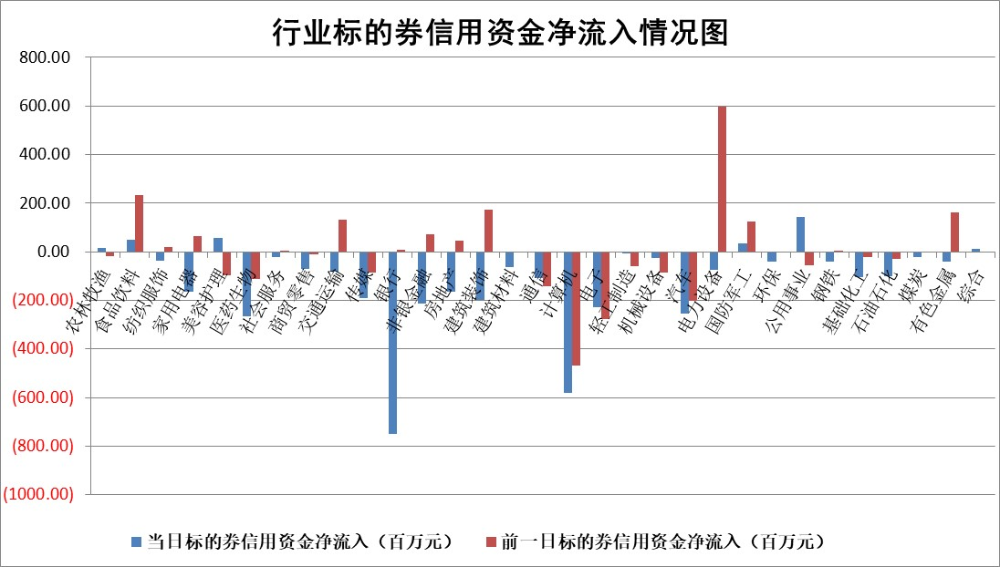 行业标的券信用资金净流入情况图
800.00
600.00
400.00
200.00
0.00
(200.00)
(400.00)
(600.00)
(800.00)
(1000.00)
农林牧渔
食品饮料
纺织服饰
家用电器
美容护理
医药生物
社会服务
商贸零售
交通运输
传媒
银行
非银金融
房地产
建筑装饰
建筑材料
通信
计算机
电子
轻工制造
机械设备
汽车
电力设备
国防军工
环保
公用事业
钢铁
基础化工
石油石化
煤炭
有色金属
综合
当日标的券信用资金净流入（百万元）
前一日标的券信用资金净流入（百万元）